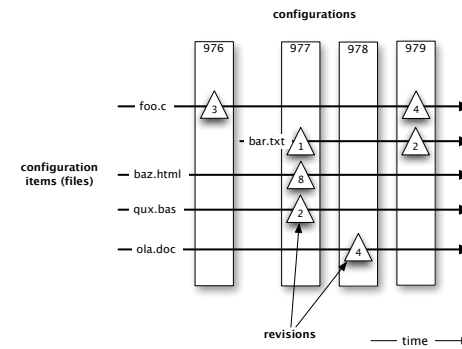 configurations
976 977 978 979
foo.c 3 4
bar.txt 1 2
configuration
items (files)
baz.html 8
qux.bas 2
ola.doc 4
revisions
time